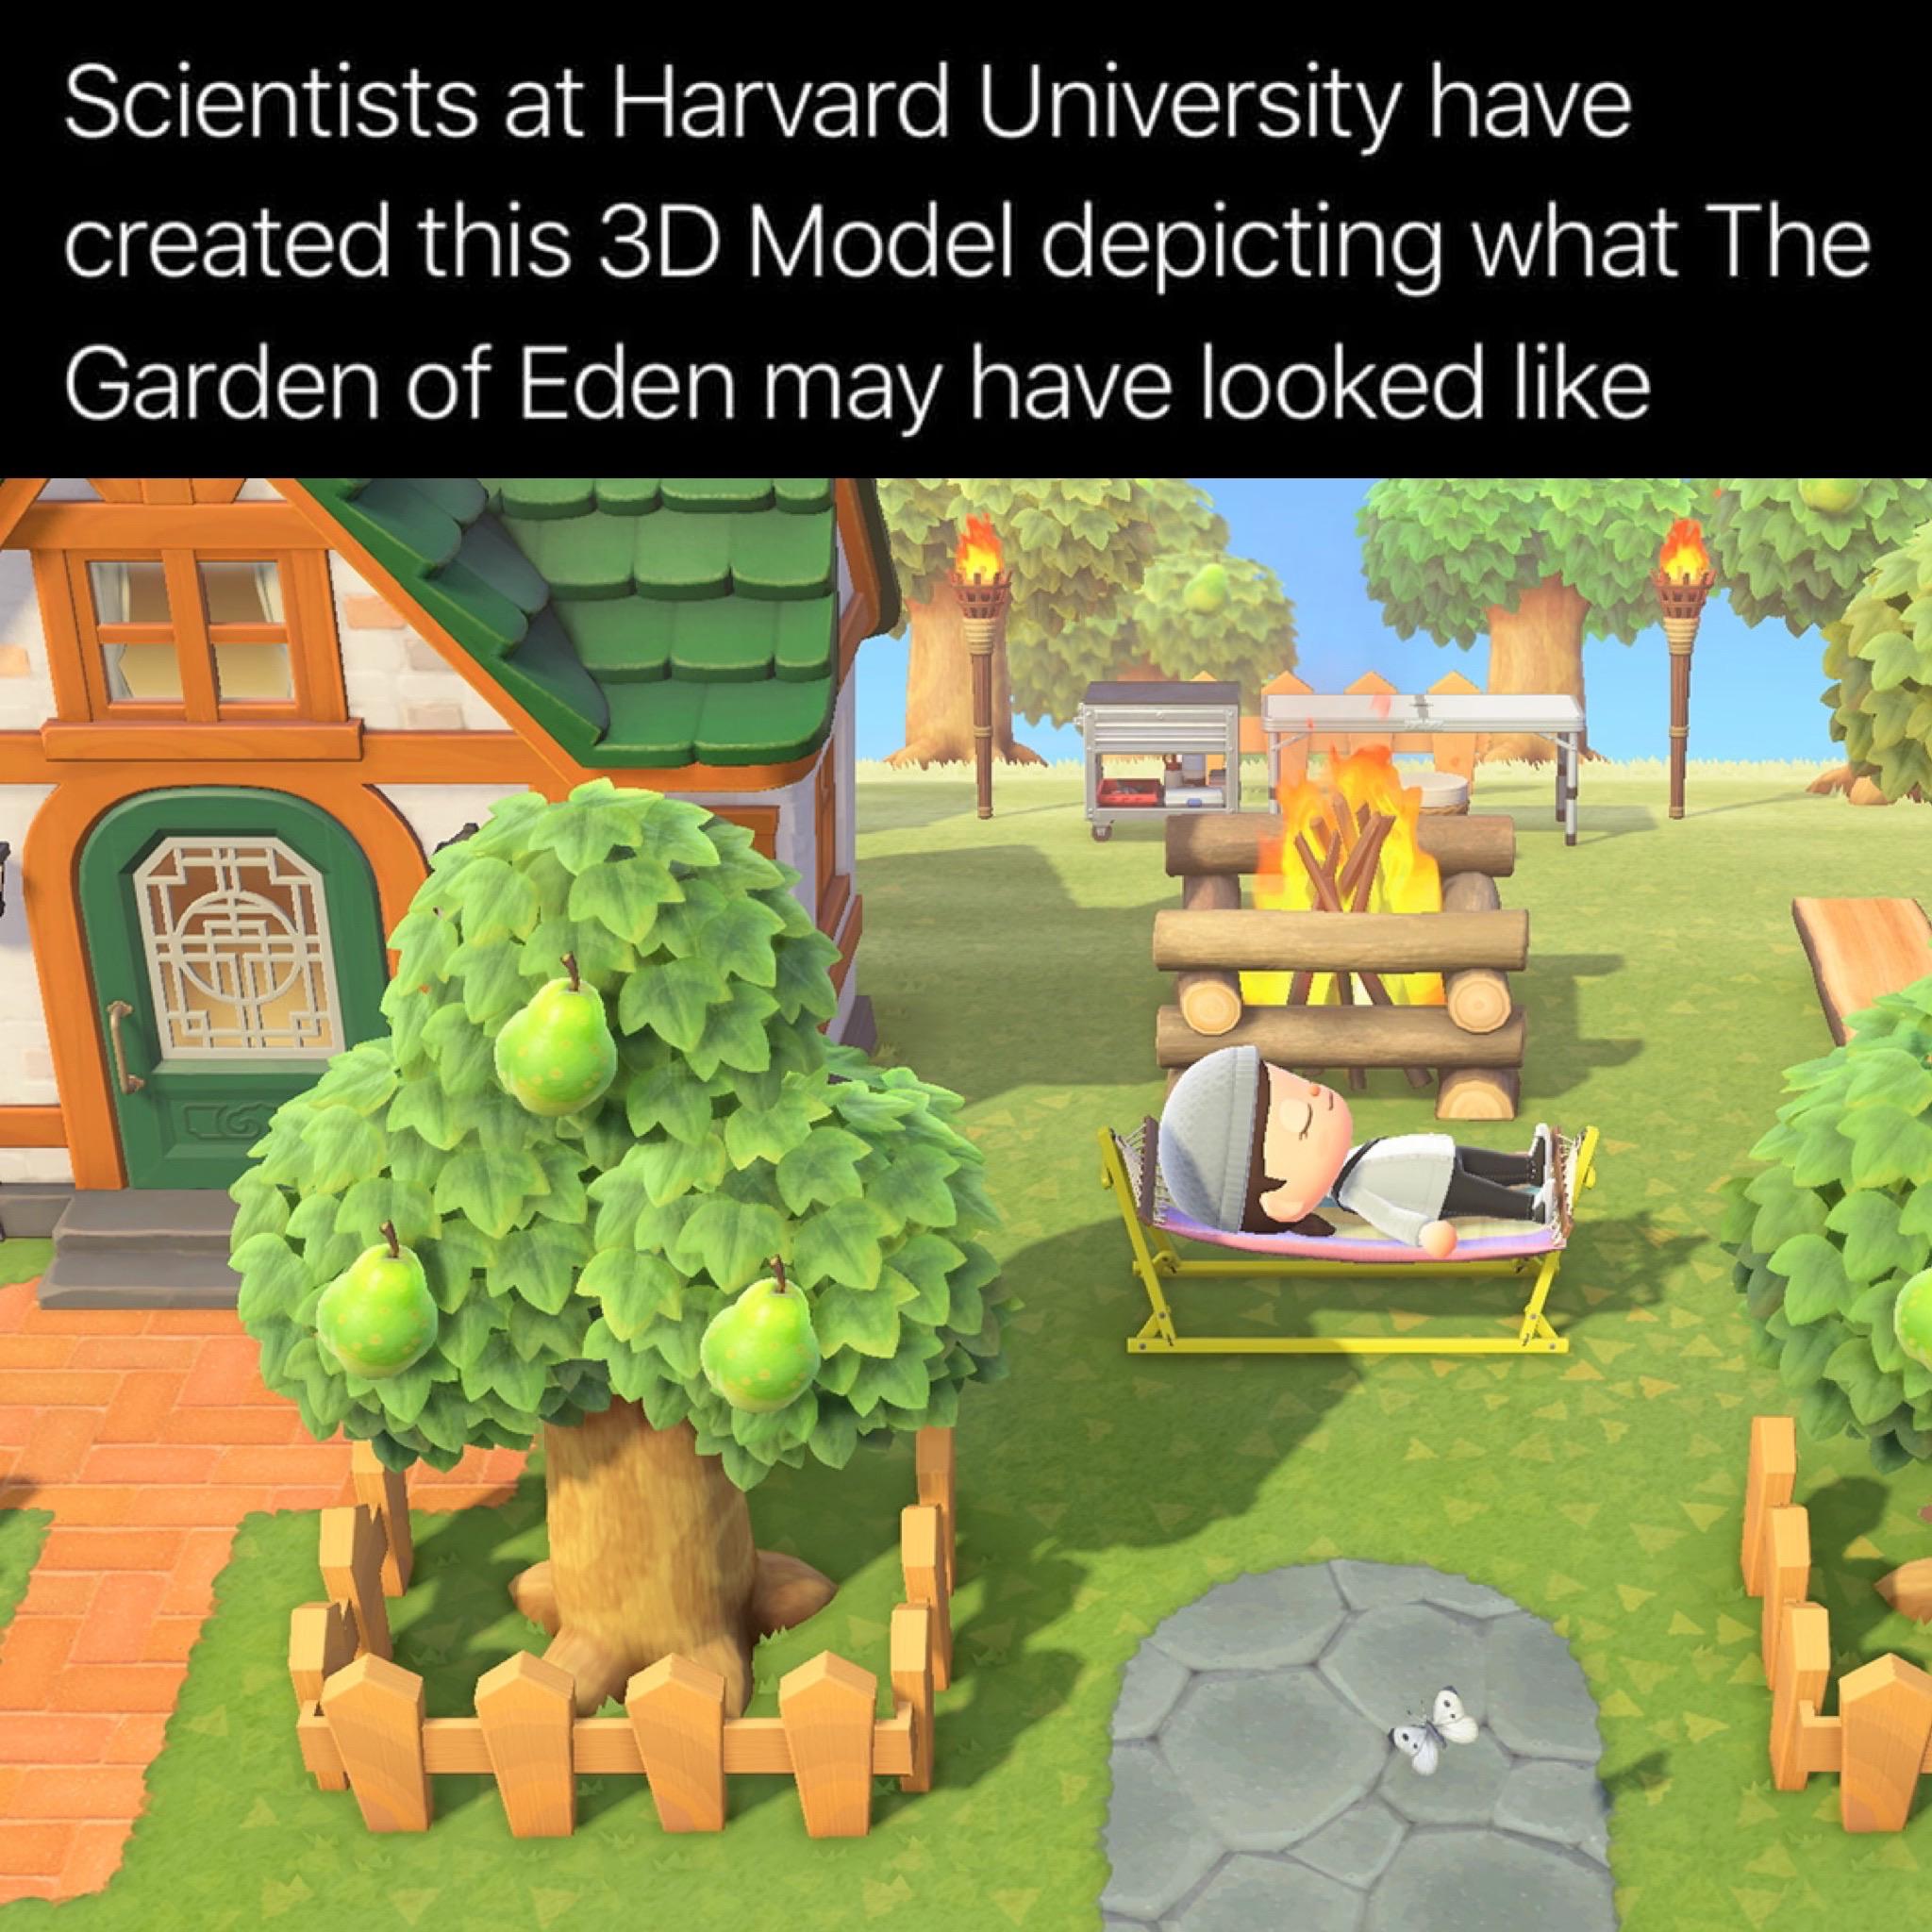 Scientists at Harvard University have
created this 3D Model depicting what The
Garden of Eden may have looked like